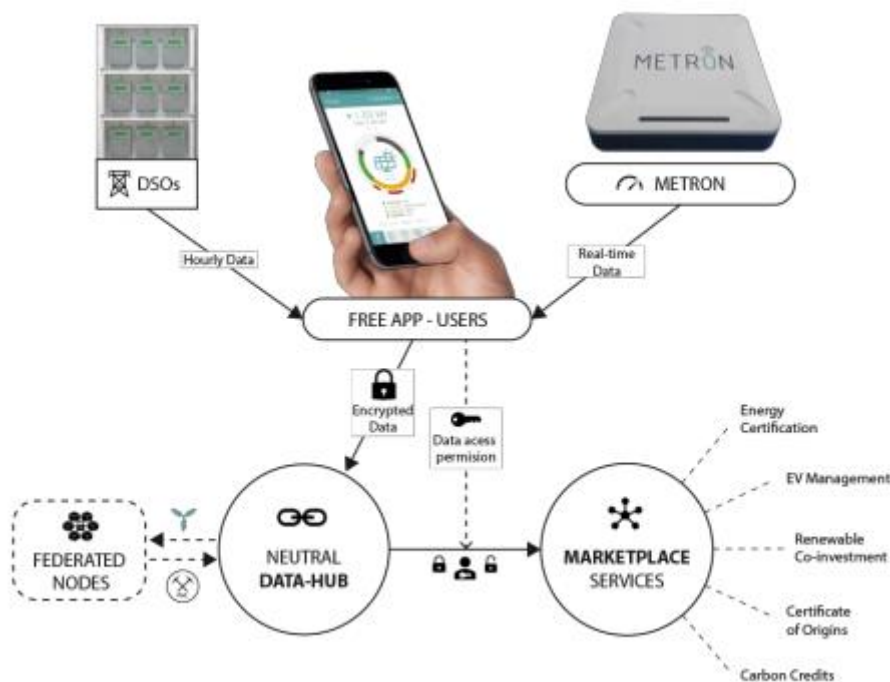 METRON
DSOs
METRON
Hourly Data
Real-time
Data
FREE APP - USERS
Encrypted
Data
Data acess
permision
Energy
Certification
EV Management
FEDERATED
NODES
NEUTRAL
DATA-HUB
MARKETPLACE
SERVICES
Renewable
Co-investment
Certificate
of Origins
Carbon Credits